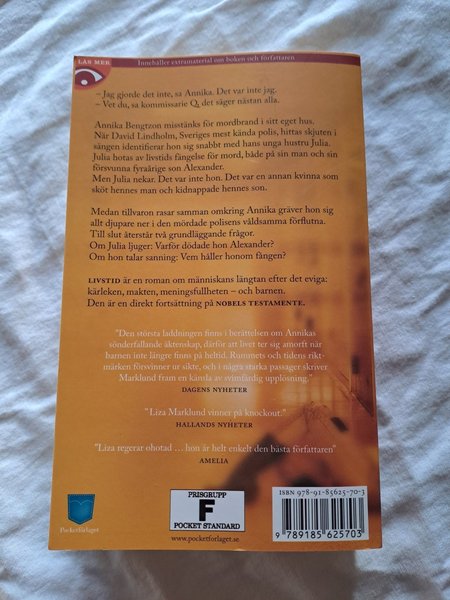 LÄS MER
Innehåller extramaterial om boken och författaren
– Jag gjorde det inte, sa Annika. Det var inte jag.
– Vet du, sa kommissarie Q, det säger nästan alla.
Annika Bengtzon misstänks för mordbrand i sitt eget hus.
När David Lindholm, Sveriges mest kända polis, hittas skjuten i
sängen identifierar hon sig snabbt med hans unga hustru Julia.
Julia hotas av livstids fängelse för mord, både på sin man och sin
försvunna fyraårige son Alexander.
Men Julia nekar. Det var inte hon. Det var en annan kvinna som
sköt hennes man och kidnappade hennes son.
Medan tillvaron rasar samman omkring Annika gräver hon sig
allt djupare ner i den mördade polisens våldsamma förflutna.
Till slut återstår två grundläggande frågor.
Om Julia ljuger: Varför dödade hon Alexander?
Om hon talar sanning: Vem håller honom fången?
LIVSTID är en roman om människans längtan efter det eviga:
kärleken, makten, meningsfullheten – och barnen.
Den är en direkt fortsättning på NOBELS TESTAMENTE.
"Den största laddningen finns i berättelsen om Annikas
sönderfallande äktenskap, därför att livet ter sig amorft när
barnen inte längre finns på heltid. Rummets och tidens rikt-
märken försvinner ur sikte, och i några starka passager skriver
Marklund fram en känsla av svimfärdig upplösning."
DAGENS NYHETER
"Liza Marklund vinner på knockout."
HALLANDS NYHETER
"Liza regerar ohotad ... hon är helt enkelt den bästa författaren"
AMELIA
Pocketförlaget
PRISGRUPP
F
POCKET STANDARD
www.pocketforlaget.se
ISBN 978-91-85625-70-3
9 789185 625703